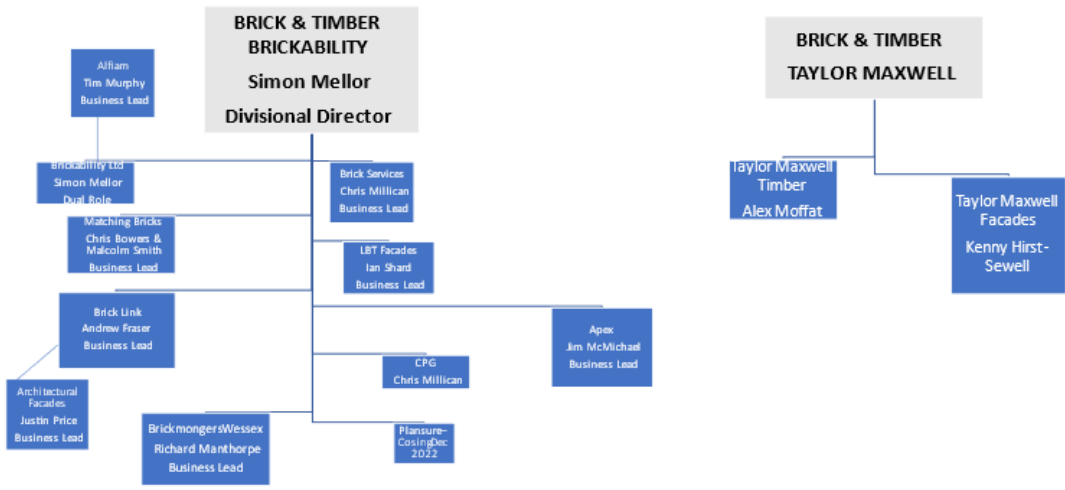 BRICK & TIMBER
BRICKABILITY
Simon Mellor
Divisional Director
Alfiam
Tim Murphy
Business Lead
Brickability Ltd
Simon Mellor
Dual Role
Matching Bricks
Chris Bowers &
Malcolm Smith
Business Lead
Brick Link
Andrew Fraser
Business Lead
Architectural
Facades
Justin Price
Business Lead
BrickmongersWessex
Richard Manthorpe
Business Lead
Brick Services
Chris Millican
Business Lead
LBT Facades
Ian Shard
Business Lead
Apex
Jim McMichael
Business Lead
CPG
Chris Millican
Plansure–
CosingDec
2022
BRICK & TIMBER
TAYLOR MAXWELL
Taylor Maxwell
Timber
Alex Moffat
Taylor Maxwell
Facades
Kenny Hirst-
Sewell